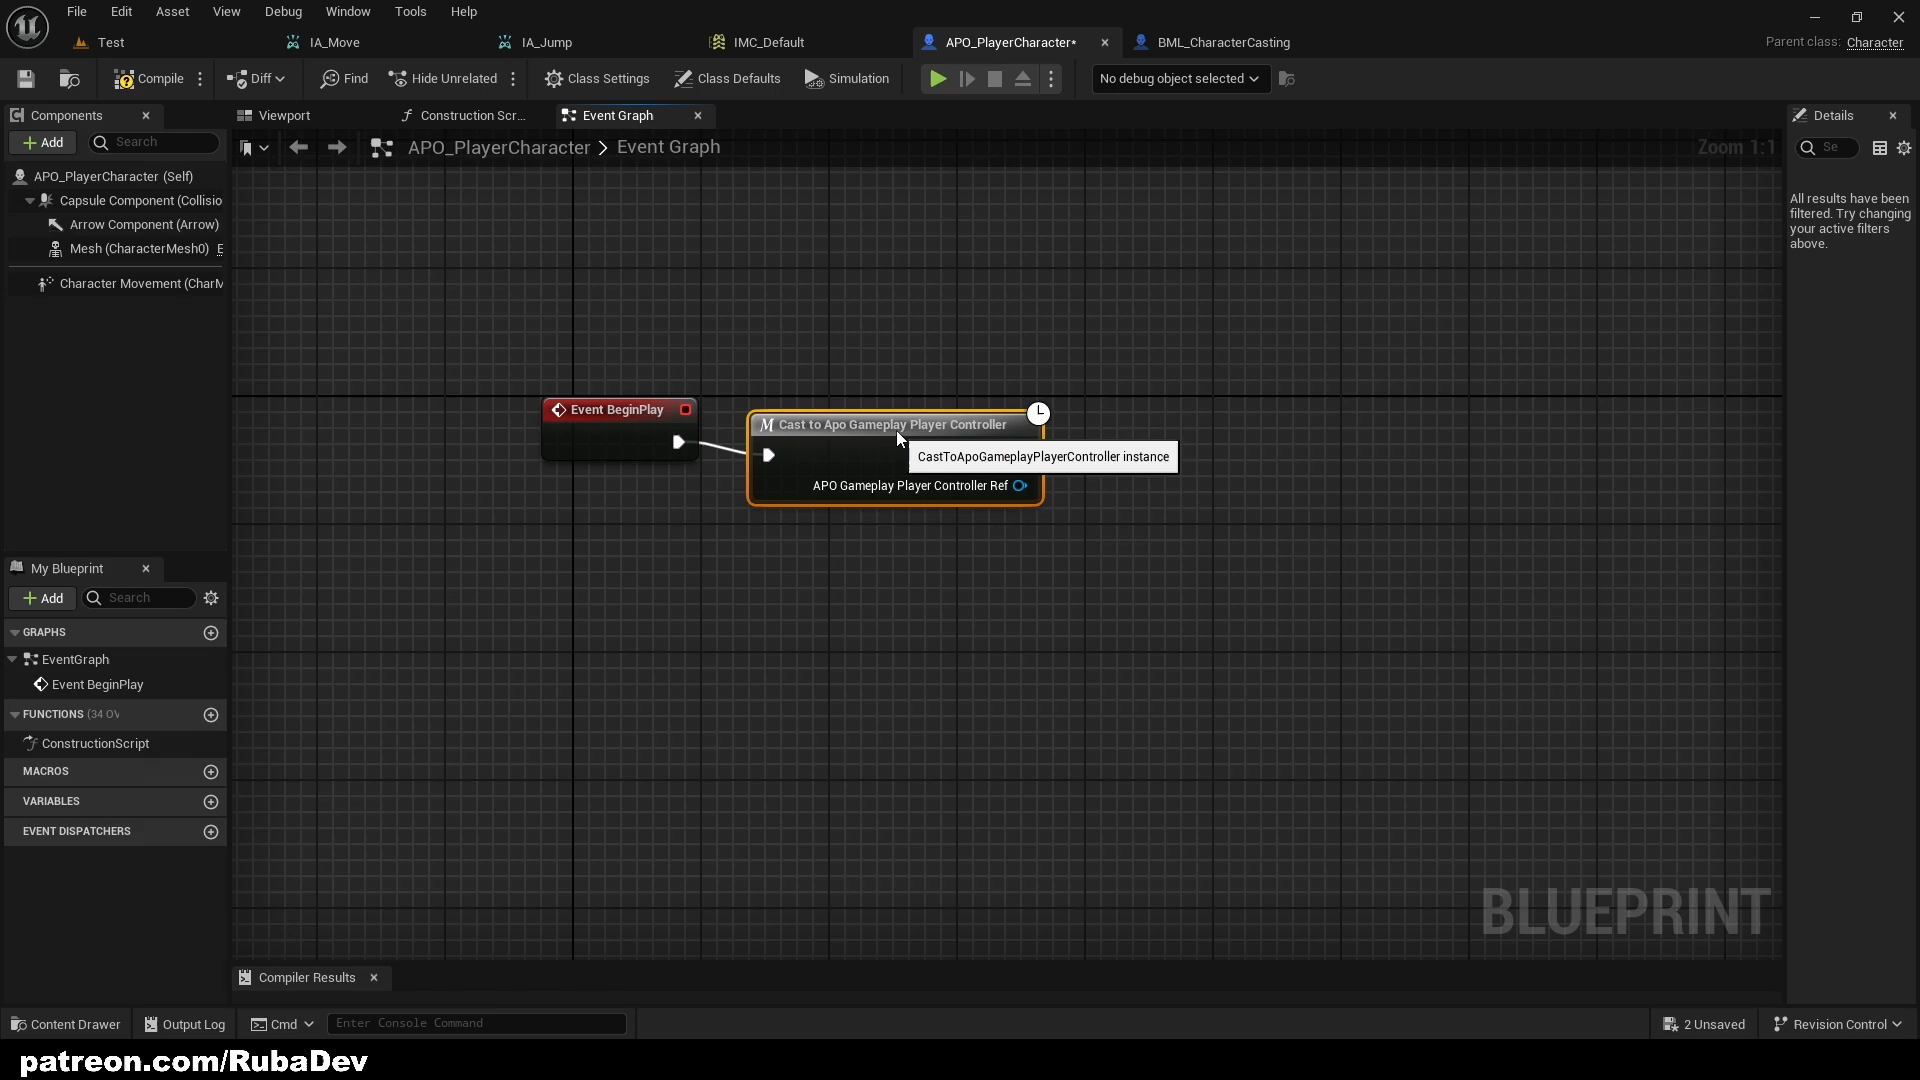 File Edit Asset View Debug Window Tools Help
Test IA_Move IA_Jump IMC_Default APO_PlayerCharacter* BML_CharacterCasting Parent class: Character
Compile Diff Find Hide Unrelated Class Settings Class Defaults Simulation No debug object selected
Components Viewport Construction Scr... Event Graph Details
Add Search APO_PlayerCharacter > Event Graph Zoom 1:1 Se
APO_PlayerCharacter (Self)
Capsule Component (Collisio
Arrow Component (Arrow)
Mesh (CharacterMesh0) E
Character Movement (CharM
All results have been
filtered. Try changing
your active filters
above.
Event BeginPlay
Cast to Apo Gameplay Player Controller
CastToApoGameplayPlayerController instance
APO Gameplay Player Controller Ref
My Blueprint
Add Search
GRAPHS
EventGraph
Event BeginPlay
FUNCTIONS (34 OV
ConstructionScript
MACROS
VARIABLES
EVENT DISPATCHERS
BLUEPRINT
Compiler Results
Content Drawer Output Log Cmd Enter Console Command 2 Unsaved Revision Control
patreon.com/RubaDev